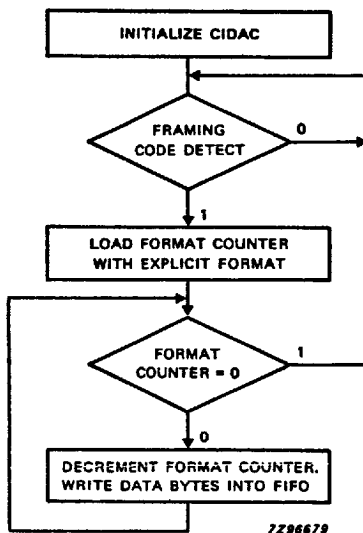 INITIALIZE CIDAC
FRAMING
CODE DETECT
0
1
LOAD FORMAT COUNTER
WITH EXPLICIT FORMAT
FORMAT
COUNTER = 0
1
0
DECREMENT FORMAT COUNTER.
WRITE DATA BYTES INTO FIFO
7Z96679